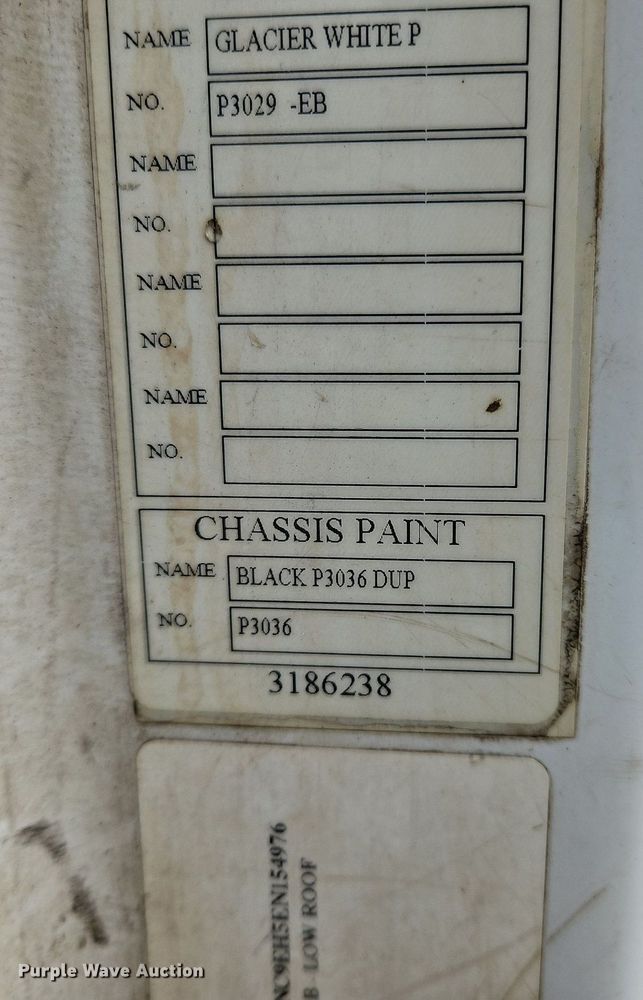 NAME GLACIER WHITE P
NO. P3029 -EB
NAME
NO.
NAME
NO.
NAME
NO.
CHASSIS PAINT
NAME BLACK P3036 DUP
NO. P3036
3186238
NC9EH5EN154976
B LOW ROOF
Purple Wave Auction